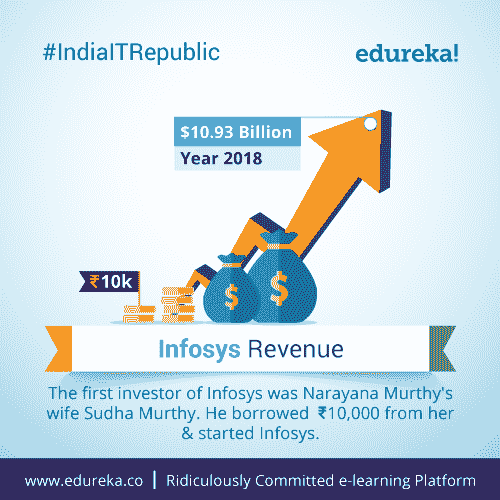 #IndiaITRepublic
edureka!
$10.93 Billion
Year 2018
₹10k
$
$
Infosys Revenue
The first investor of Infosys was Narayana Murthy's
wife Sudha Murthy. He borrowed ₹10,000 from her
& started Infosys.
www.edureka.co | Ridiculously Committed e-learning Platform